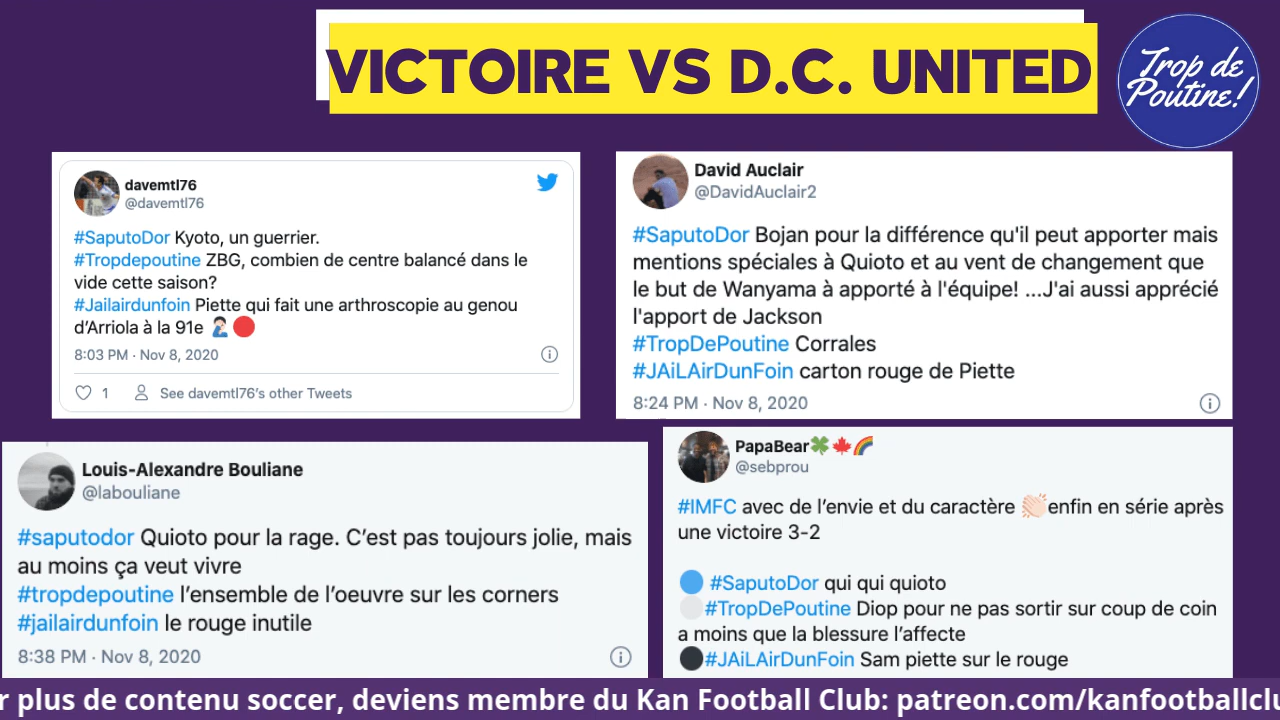 VICTOIRE VS D.C. UNITED
Trop de
Poutine!
davemtl76
@davemtl76
#SaputoDor Kyoto, un guerrier.
#Tropdepoutine ZBG, combien de centre balancé dans le
vide cette saison?
#Jailairdunfoin Piette qui fait une arthroscopie au genou
d’Arriola à la 91e 🤦🏻‍♂️🔴
8:03 PM · Nov 8, 2020
1 See davemtl76’s other Tweets
David Auclair
@DavidAuclair2
#SaputoDor Bojan pour la différence qu'il peut apporter mais
mentions spéciales à Quioto et au vent de changement que
le but de Wanyama à apporté à l'équipe! ...J'ai aussi apprécié
l'apport de Jackson
#TropDePoutine Corrales
#JAiLAirDunFoin carton rouge de Piette
8:24 PM · Nov 8, 2020
Louis-Alexandre Bouliane
@labouliane
#saputodor Quioto pour la rage. C’est pas toujours jolie, mais
au moins ça veut vivre
#tropdepoutine l’ensemble de l’oeuvre sur les corners
#jailairdunfoin le rouge inutile
8:38 PM · Nov 8, 2020
PapaBear🍀🍁🌈
@sebprou
#IMFC avec de l’envie et du caractère 👏🏻enfin en série après
une victoire 3-2
🔵 #SaputoDor qui qui quioto
⚪#TropDePoutine Diop pour ne pas sortir sur coup de coin
a moins que la blessure l’affecte
⚫#JAiLAirDunFoin Sam piette sur le rouge
r plus de contenu soccer, deviens membre du Kan Football Club: patreon.com/kanfootballclu